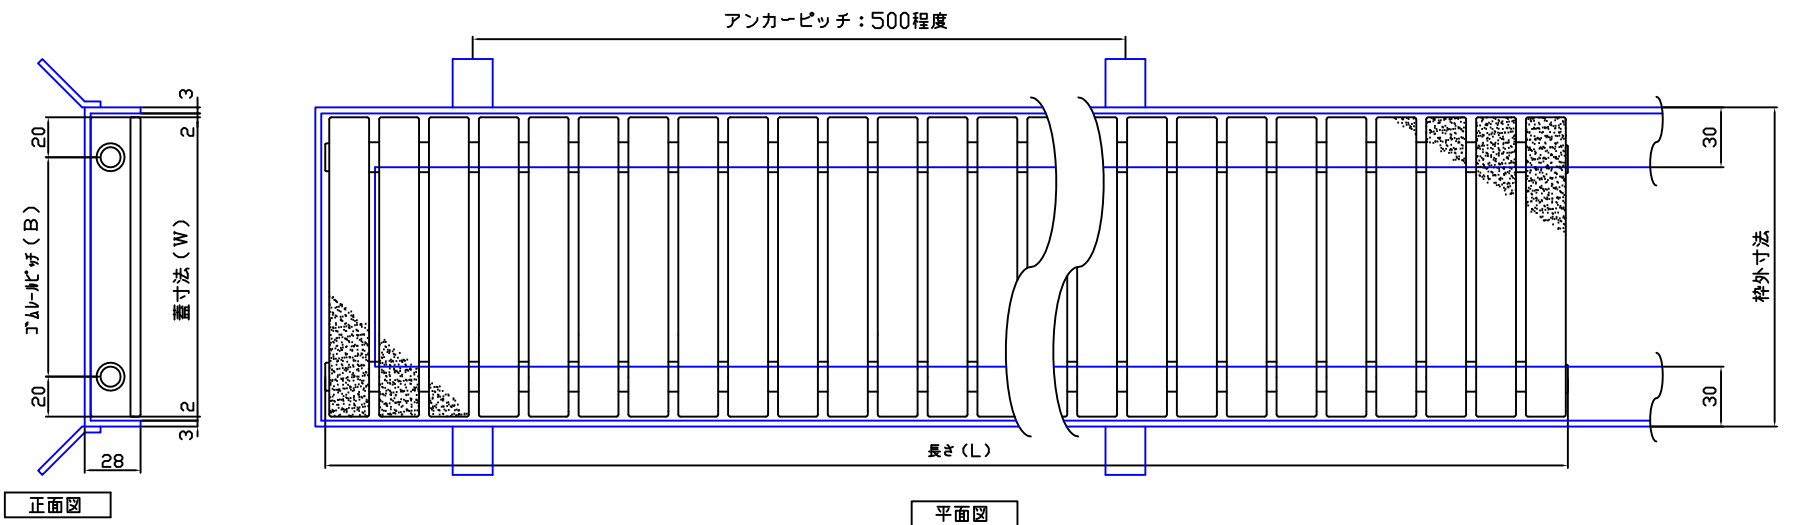 アンカーピッチ：500程度
3
2
20
ｺﾞﾑﾚｰﾙﾋﾟｯﾁ(B)
蓋寸法(W)
20
2
3
28
正面図
30
枠外寸法
30
長さ(L)
平面図